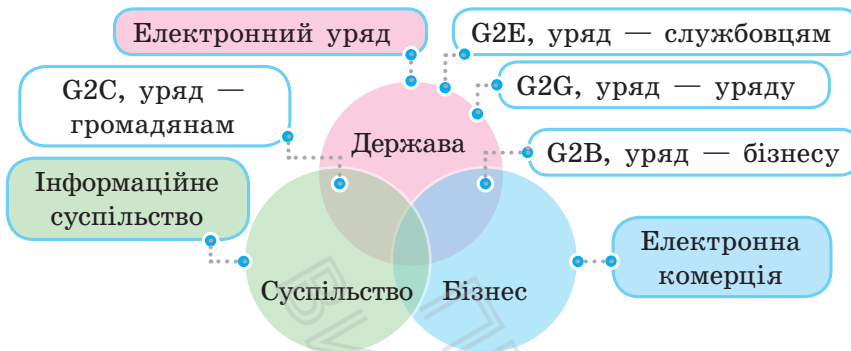 Електронний уряд
G2E, уряд — службовцям
G2C, уряд —
громадянам
G2G, уряд — уряду
Держава
G2B, уряд — бізнесу
Інформаційне
суспільство
Електронна
комерція
Суспільство
Бізнес